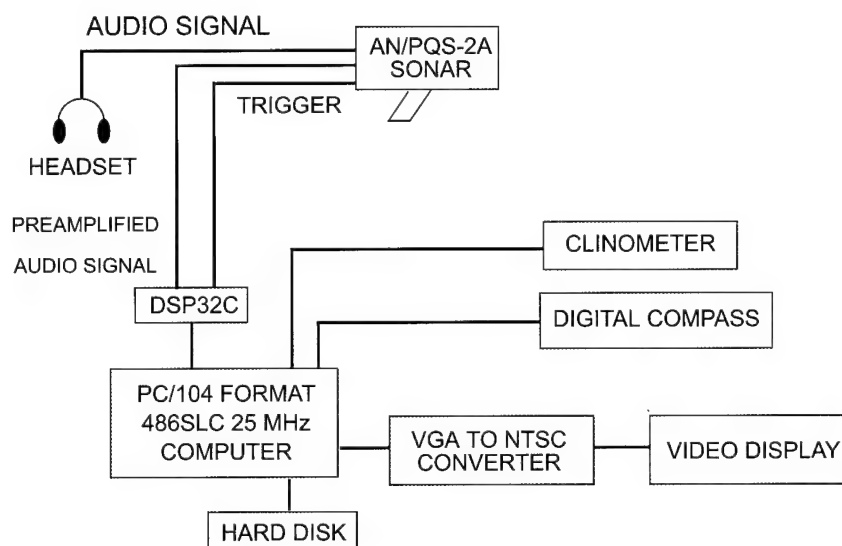 AUDIO SIGNAL
AN/PQS-2A
SONAR
TRIGGER
HEADSET
PREAMPLIFIED
AUDIO SIGNAL
CLINOMETER
DSP32C
DIGITAL COMPASS
PC/104 FORMAT
486SLC 25 MHz
COMPUTER
VGA TO NTSC
CONVERTER
VIDEO DISPLAY
HARD DISK